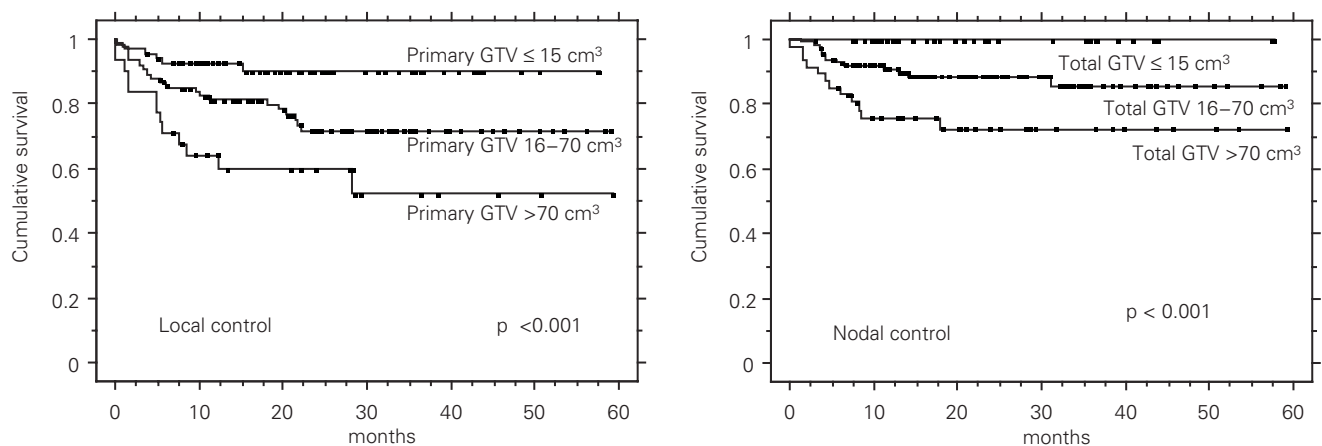 Cumulative survival
1
0.8
0.6
0.4
0.2
0
Primary GTV ≤ 15 cm³
Primary GTV 16–70 cm³
Primary GTV >70 cm³
Local control
p <0.001
0 10 20 30 40 50 60
months
Cumulative survival
1
0.8
0.6
0.4
0.2
0
Total GTV ≤ 15 cm³
Total GTV 16–70 cm³
Total GTV >70 cm³
p < 0.001
Nodal control
0 10 20 30 40 50 60
months